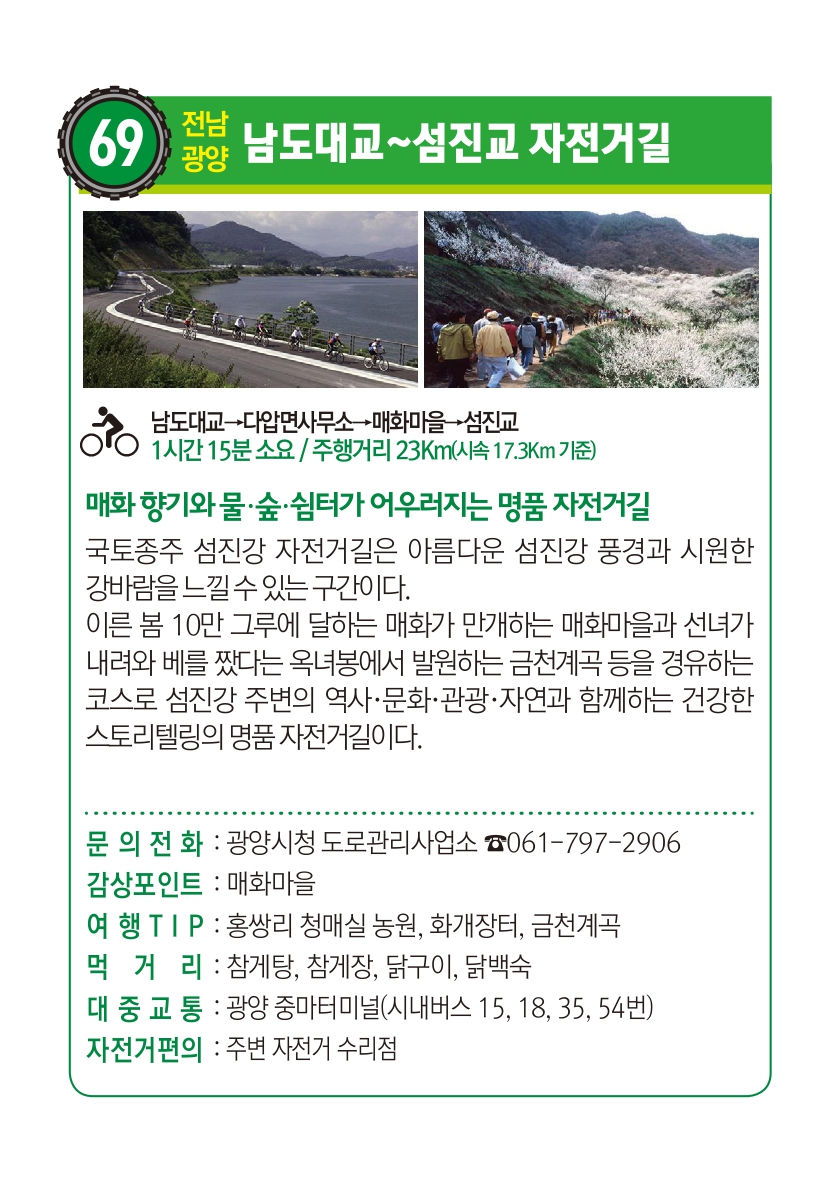 69
전남
광양
남도대교~섬진교 자전거길
남도대교→다압면사무소→매화마을→섬진교
1시간 15분 소요 / 주행거리 23Km(시속 17.3Km 기준)
매화 향기와 물·숲·쉼터가 어우러지는 명품 자전거길
국토종주 섬진강 자전거길은 아름다운 섬진강 풍경과 시원한
강바람을 느낄 수 있는 구간이다.
이른 봄 10만 그루에 달하는 매화가 만개하는 매화마을과 선녀가
내려와 베를 짰다는 옥녀봉에서 발원하는 금천계곡 등을 경유하는
코스로 섬진강 주변의 역사·문화·관광·자연과 함께하는 건강한
스토리텔링의 명품 자전거길이다.
문의전화 : 광양시청 도로관리사업소 ☎061-797-2906
감상포인트 : 매화마을
여행TIP : 홍쌍리 청매실 농원, 화개장터, 금천계곡
먹거리 : 참게탕, 참게장, 닭구이, 닭백숙
대중교통 : 광양 중마터미널(시내버스 15, 18, 35, 54번)
자전거편의 : 주변 자전거 수리점